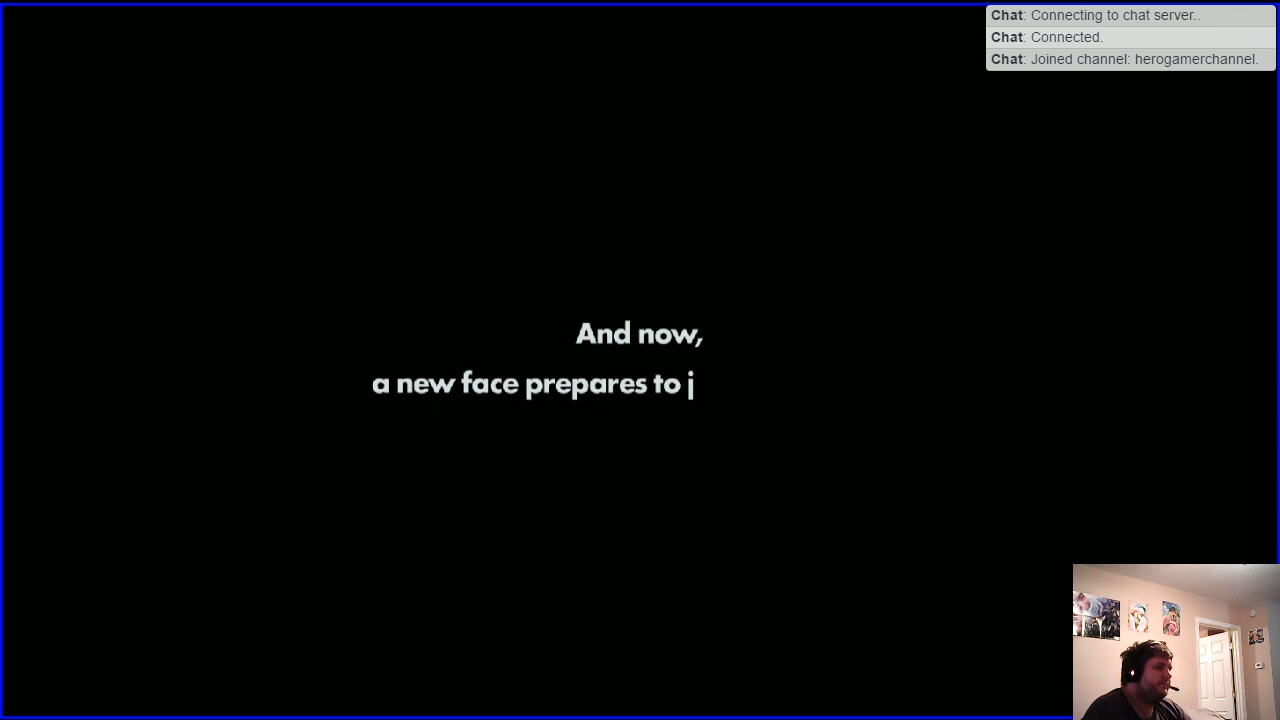 Chat: Connecting to chat server..
Chat: Connected.
Chat: Joined channel: herogamerchannel.
And now,
a new face prepares to j